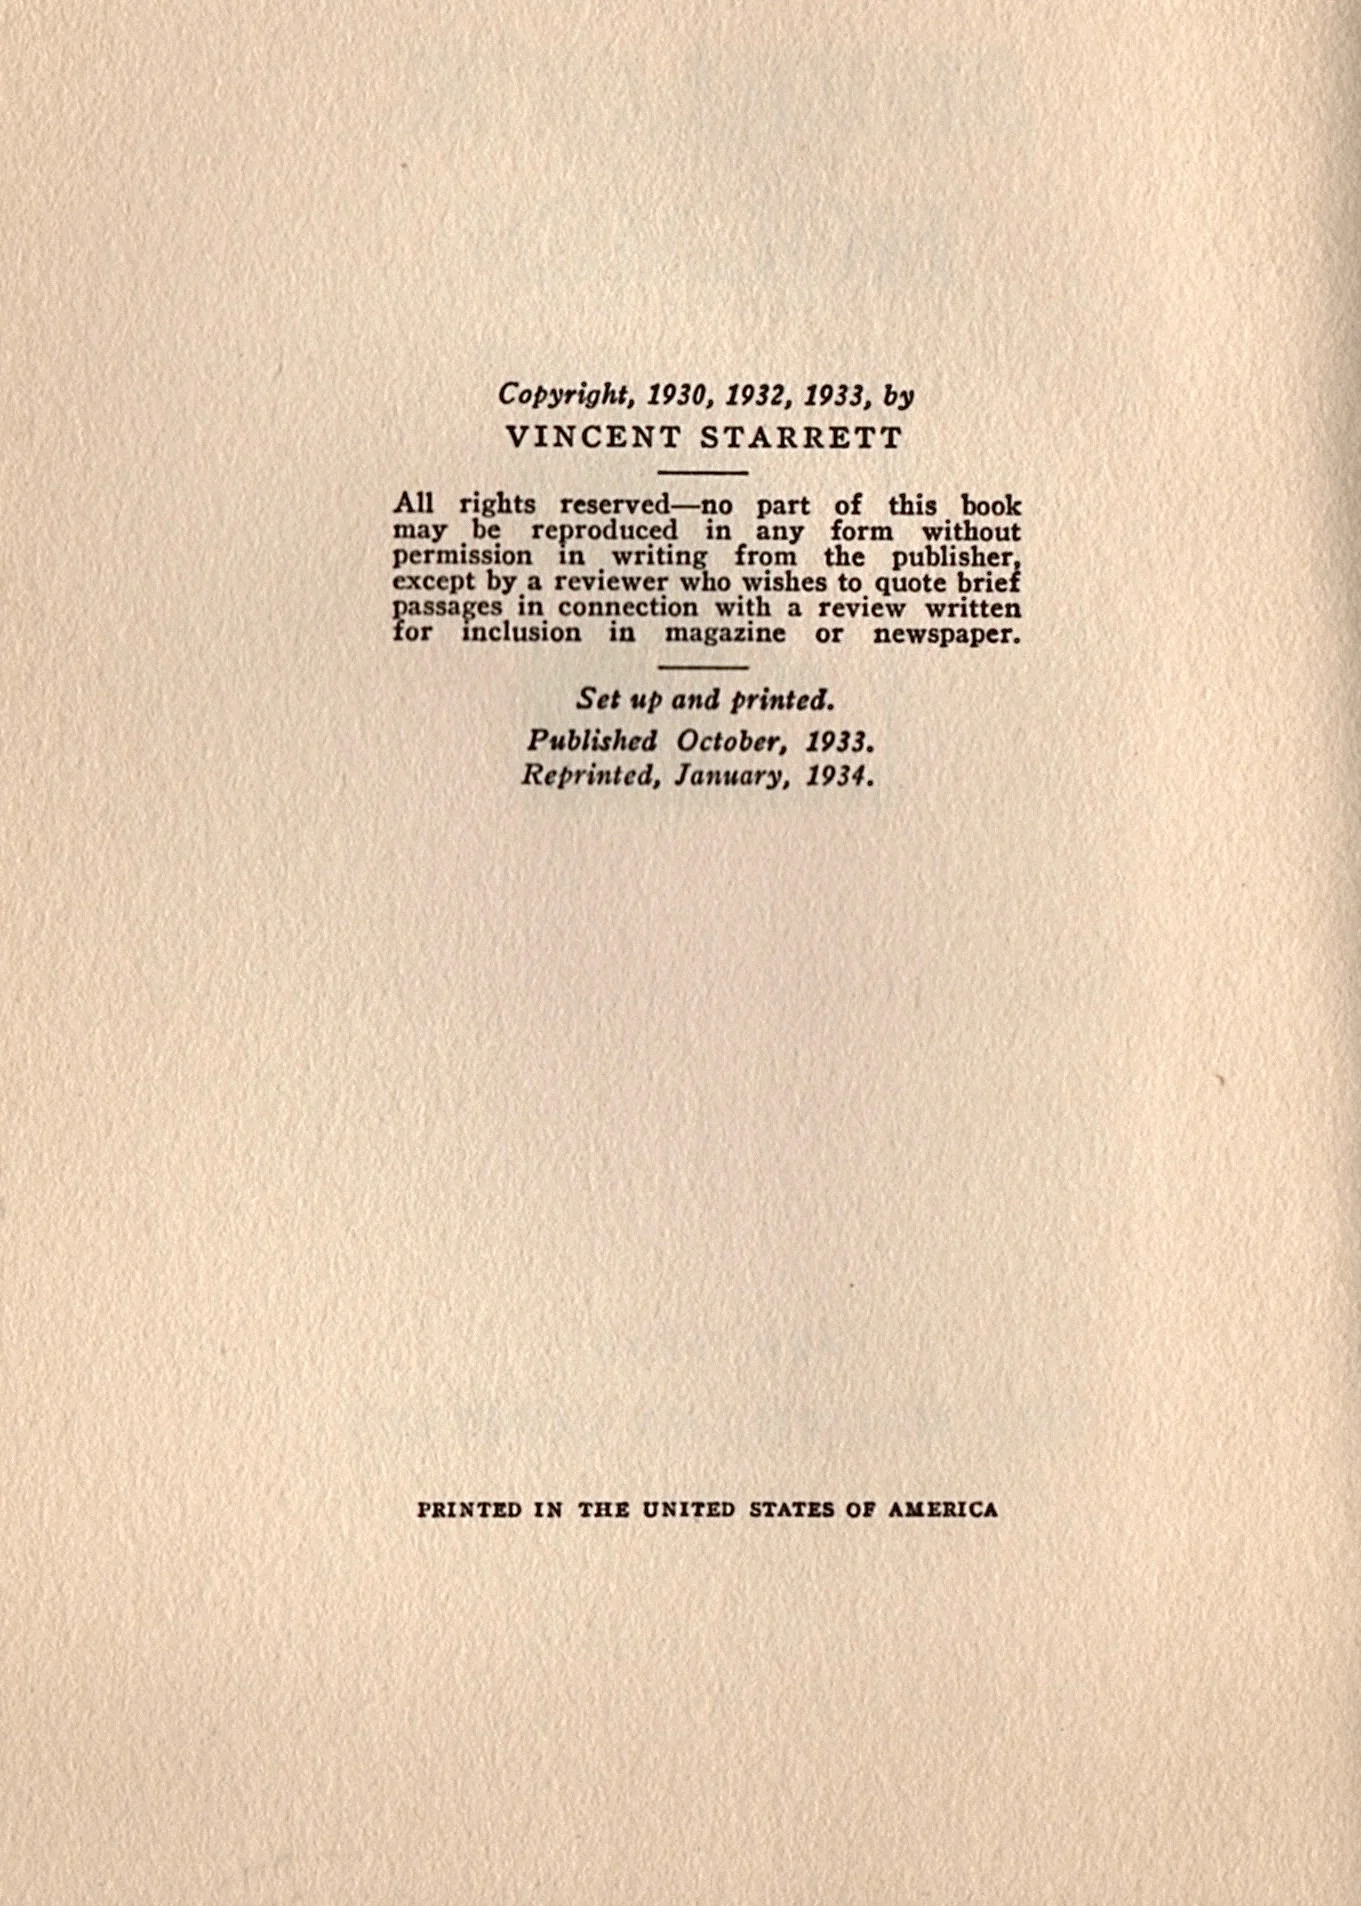 Copyright, 1930, 1932, 1933, by
VINCENT STARRETT
All rights reserved—no part of this book
may be reproduced in any form without
permission in writing from the publisher,
except by a reviewer who wishes to quote brief
passages in connection with a review written
for inclusion in magazine or newspaper.
Set up and printed.
Published October, 1933.
Reprinted, January, 1934.
PRINTED IN THE UNITED STATES OF AMERICA